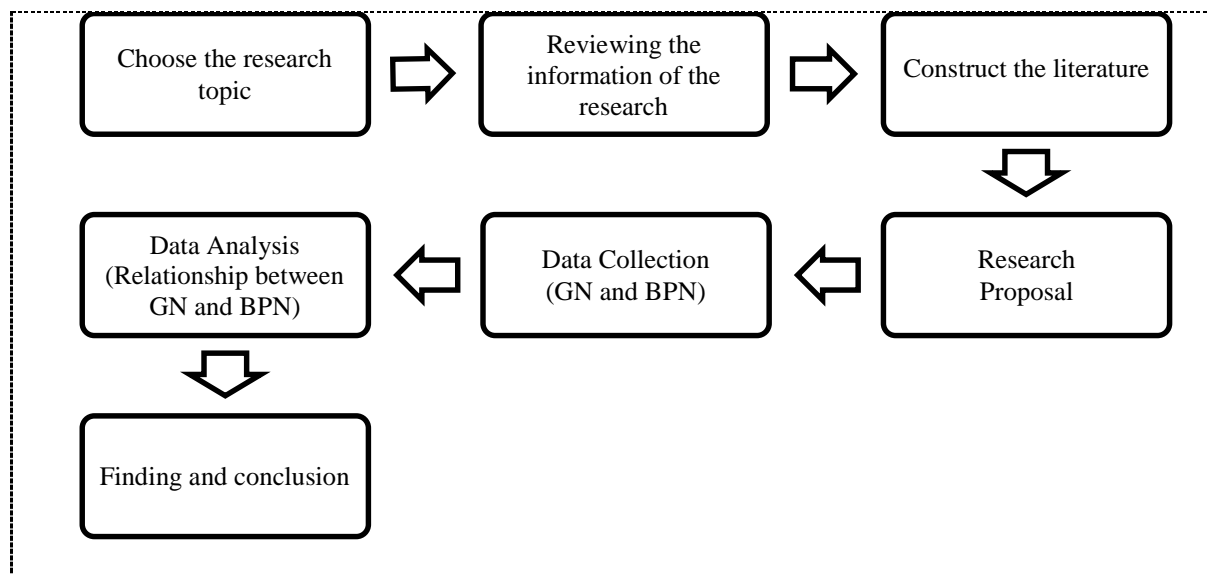 Choose the research
topic
Reviewing the
information of the
research
Construct the literature
Research
Proposal
Data Collection
(GN and BPN)
Data Analysis
(Relationship between
GN and BPN)
Finding and conclusion